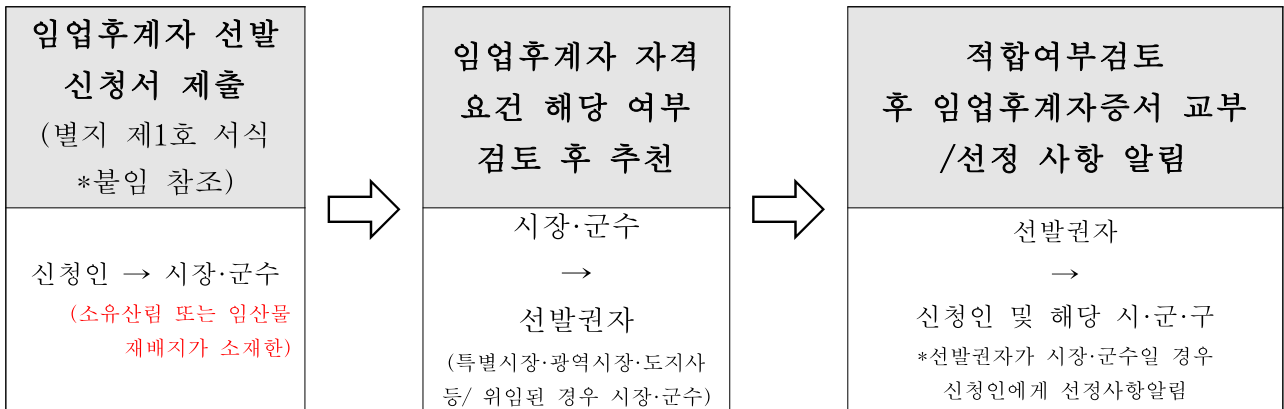 임업후계자 선발
신청서 제출
(별지 제1호 서식
*붙임 참조)
신청인 → 시장·군수
(소유산림 또는 임산물
재배지가 소재한)
임업후계자 자격
요건 해당 여부
검토 후 추천
시장·군수
→
선발권자
(특별시장·광역시장·도지사
등/ 위임된 경우 시장·군수)
적합여부검토
후 임업후계자증서 교부
/선정 사항 알림
선발권자
→
신청인 및 해당 시·군·구
*선발권자가 시장·군수일 경우
신청인에게 선정사항알림